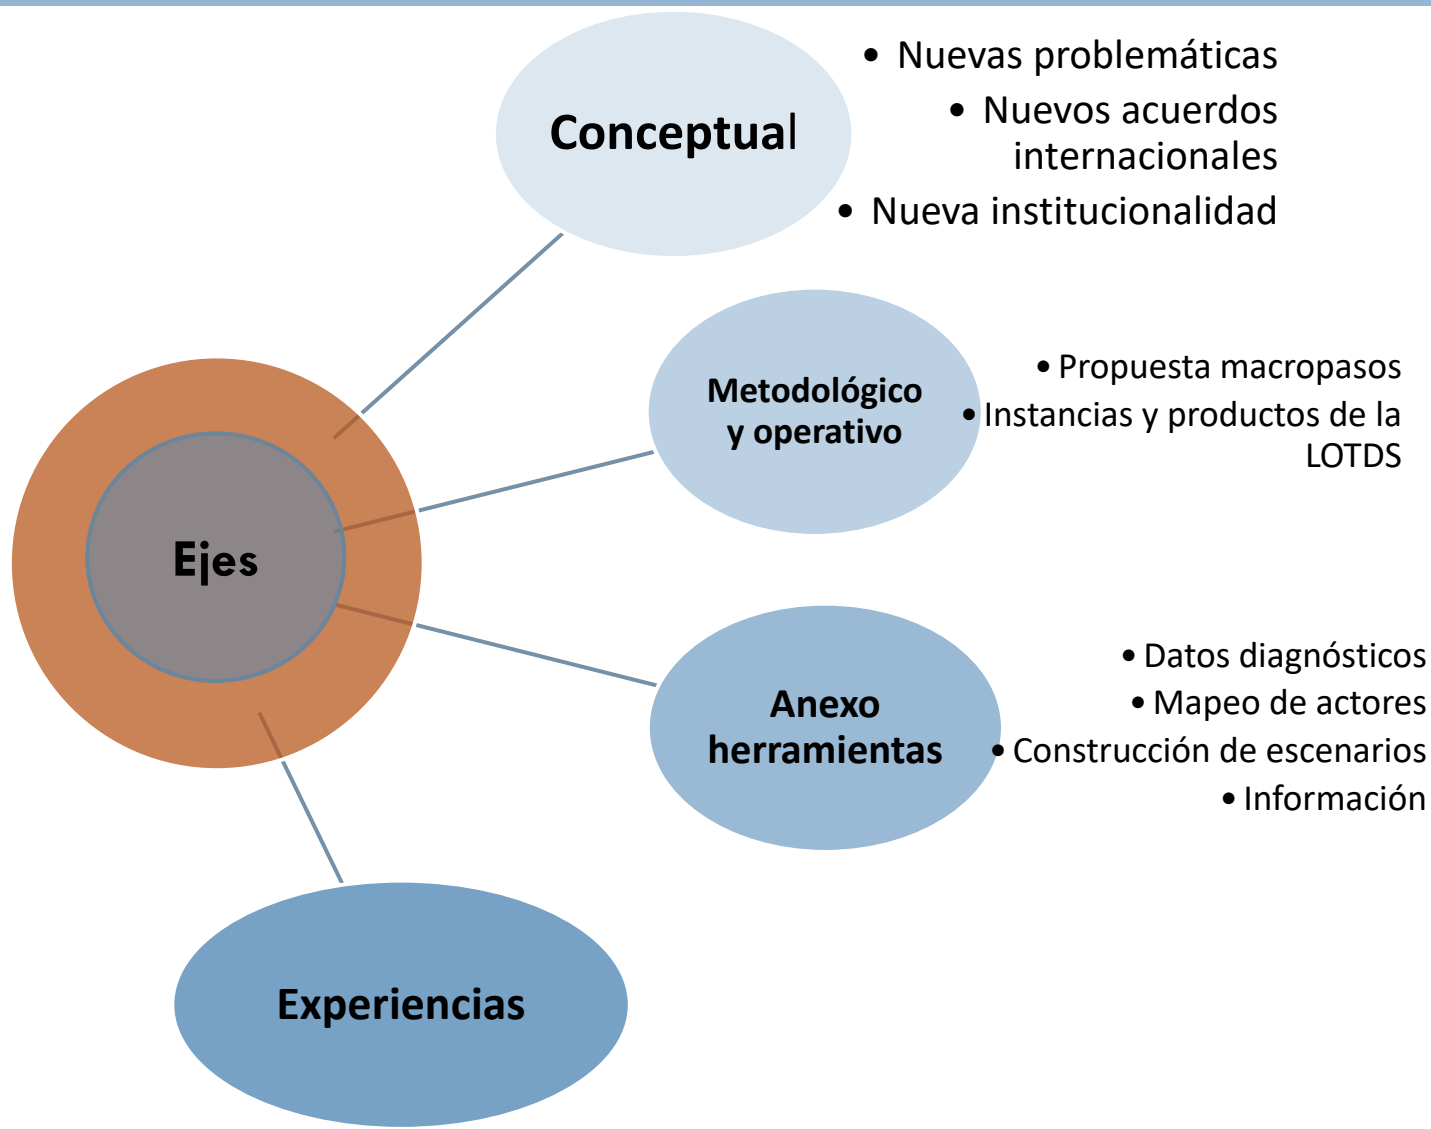 Conceptual
• Nuevas problemáticas
• Nuevos acuerdos
internacionales
• Nueva institucionalidad
Metodológico
y operativo
• Propuesta macropasos
• Instancias y productos de la
LOTDS
Ejes
Anexo
herramientas
• Datos diagnósticos
• Mapeo de actores
• Construcción de escenarios
• Información
Experiencias